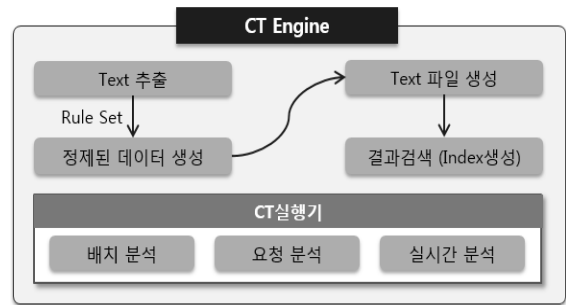 CT Engine
Text 추출
Rule Set
정제된 데이터 생성
Text 파일 생성
결과검색 (Index생성)
CT실행기
배치 분석
요청 분석
실시간 분석